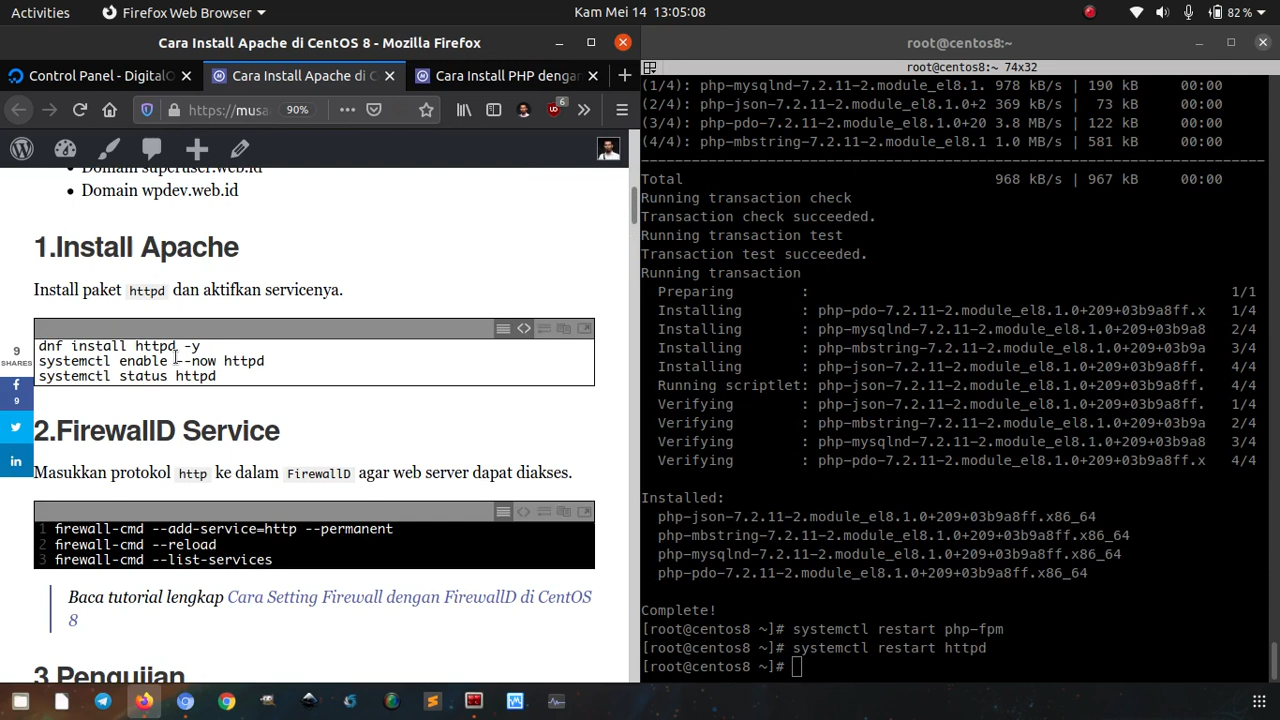 Activities
Firefox Web Browser
Kam Mei 14 13:05:08
82 %
Cara Install Apache di CentOS 8 - Mozilla Firefox
Control Panel - DigitalO
Cara Install Apache di C
Cara Install PHP dengan
https://musa
90%
6
Domain superuser.web.id
Domain wpdev.web.id
1.Install Apache
Install paket httpd dan aktifkan servicenya.
dnf install httpd -y
systemctl enable --now httpd
systemctl status httpd
9
SHARES
9
2.FirewallD Service
Masukkan protokol http ke dalam FirewallD agar web server dapat diakses.
1 firewall-cmd --add-service=http --permanent
2 firewall-cmd --reload
3 firewall-cmd --list-services
Baca tutorial lengkap Cara Setting Firewall dengan FirewallD di CentOS
8
3.Pengujian
root@centos8:~
root@centos8:~ 74x32
(1/4): php-mysqlnd-7.2.11-2.module_el8.1. 978 kB/s | 190 kB 00:00
(2/4): php-json-7.2.11-2.module_el8.1.0+2 369 kB/s | 73 kB 00:00
(3/4): php-pdo-7.2.11-2.module_el8.1.0+20 3.8 MB/s | 122 kB 00:00
(4/4): php-mbstring-7.2.11-2.module_el8.1 1.0 MB/s | 581 kB 00:00
--------------------------------------------------------------------------
Total 968 kB/s | 967 kB 00:00
Running transaction check
Transaction check succeeded.
Running transaction test
Transaction test succeeded.
Running transaction
Preparing : 1/1
Installing : php-pdo-7.2.11-2.module_el8.1.0+209+03b9a8ff.x 1/4
Installing : php-mysqlnd-7.2.11-2.module_el8.1.0+209+03b9a8 2/4
Installing : php-mbstring-7.2.11-2.module_el8.1.0+209+03b9a 3/4
Installing : php-json-7.2.11-2.module_el8.1.0+209+03b9a8ff. 4/4
Running scriptlet: php-json-7.2.11-2.module_el8.1.0+209+03b9a8ff. 4/4
Verifying : php-json-7.2.11-2.module_el8.1.0+209+03b9a8ff. 1/4
Verifying : php-mbstring-7.2.11-2.module_el8.1.0+209+03b9a 2/4
Verifying : php-mysqlnd-7.2.11-2.module_el8.1.0+209+03b9a8 3/4
Verifying : php-pdo-7.2.11-2.module_el8.1.0+209+03b9a8ff.x 4/4
Installed:
php-json-7.2.11-2.module_el8.1.0+209+03b9a8ff.x86_64
php-mbstring-7.2.11-2.module_el8.1.0+209+03b9a8ff.x86_64
php-mysqlnd-7.2.11-2.module_el8.1.0+209+03b9a8ff.x86_64
php-pdo-7.2.11-2.module_el8.1.0+209+03b9a8ff.x86_64
Complete!
[root@centos8 ~]# systemctl restart php-fpm
[root@centos8 ~]# systemctl restart httpd
[root@centos8 ~]#